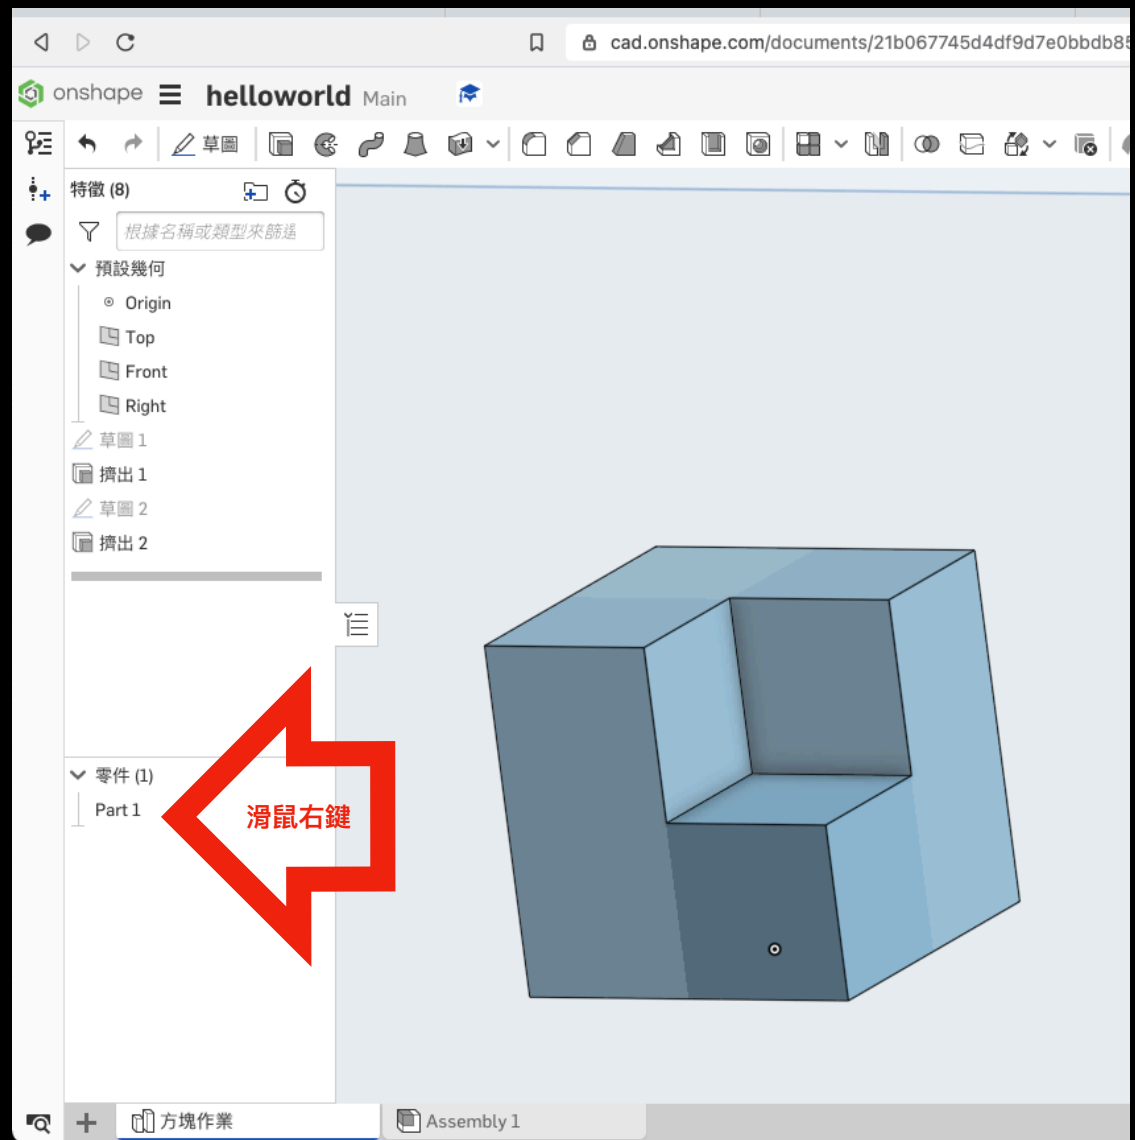 cad.onshape.com/documents/21b067745d4df9d7e0bbdb85
onshape helloworld Main
草圖
特徵 (8)
根據名稱或類型來篩選
預設幾何
Origin
Top
Front
Right
草圖 1
擠出 1
草圖 2
擠出 2
零件 (1)
Part 1
滑鼠右鍵
方塊作業
Assembly 1